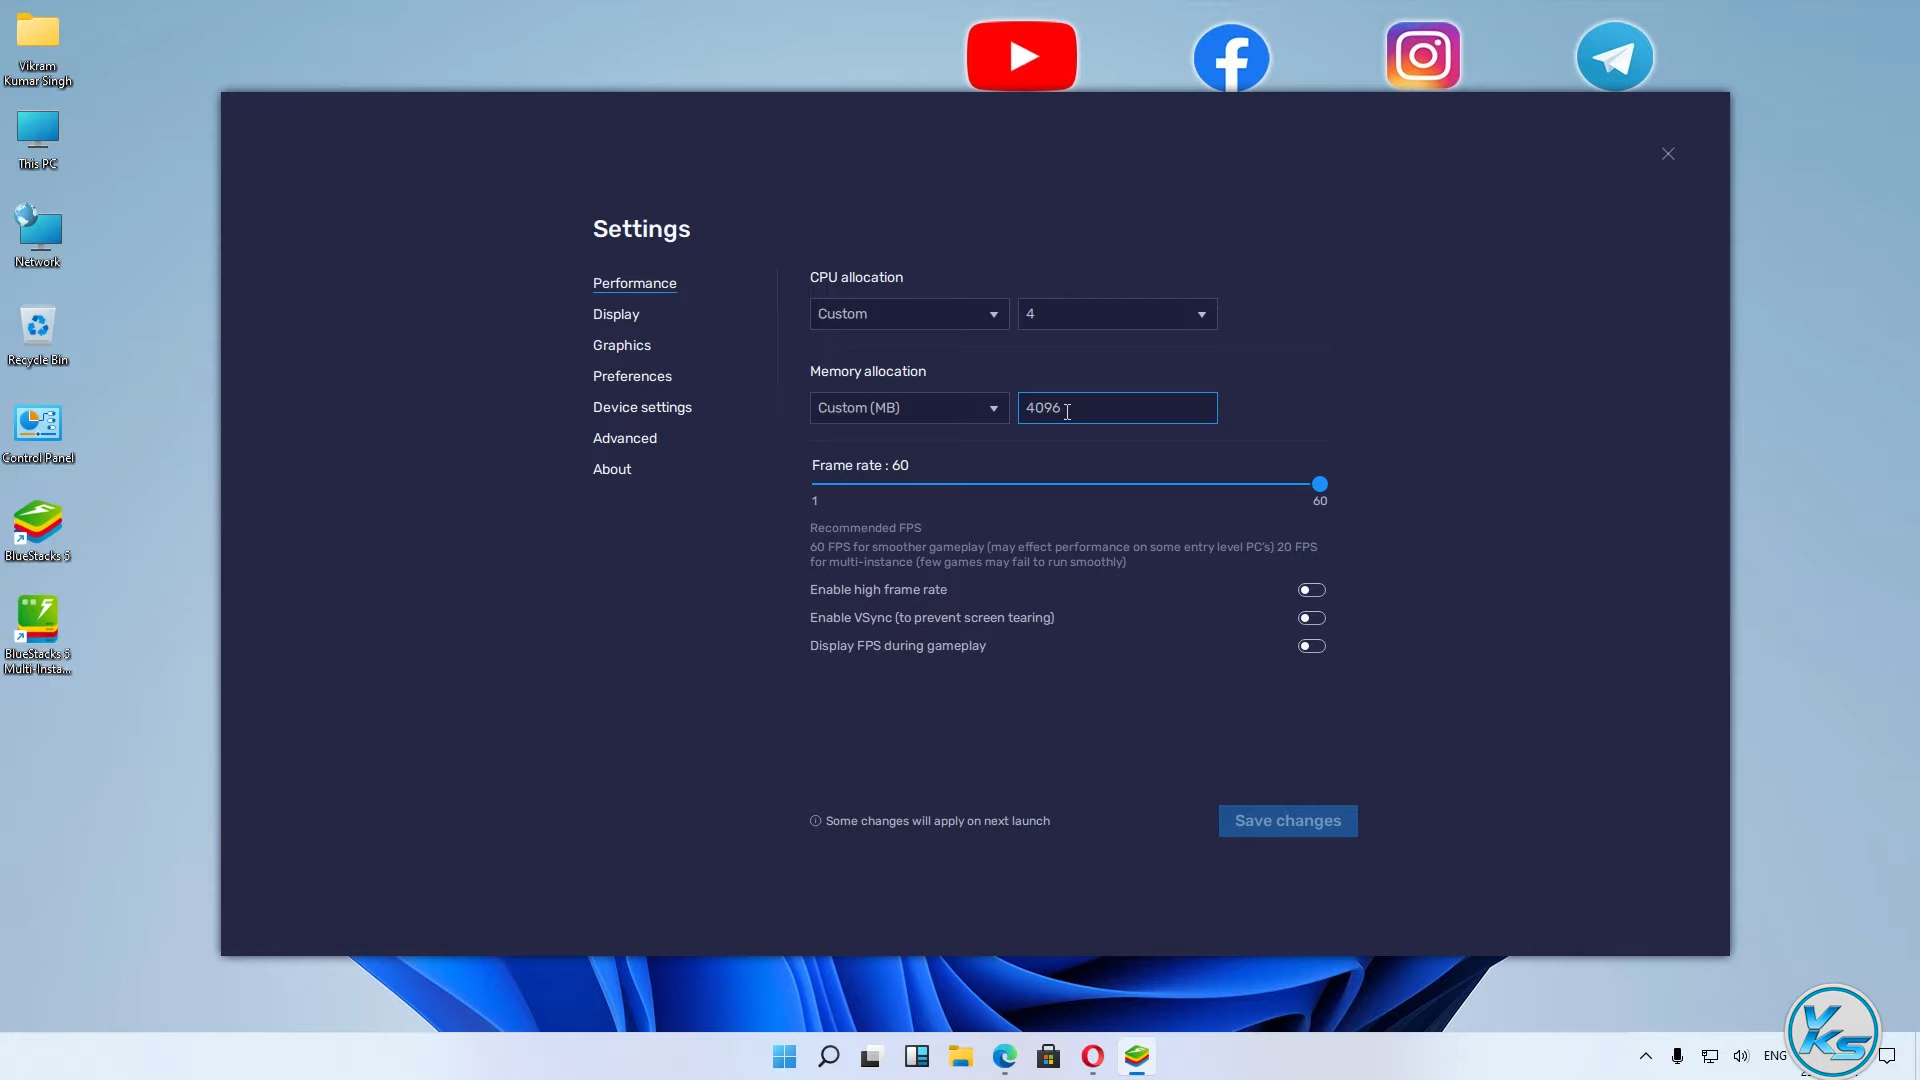 Vikram
Kumar Singh
This PC
Network
Recycle Bin
Control Panel
BlueStacks 5
BlueStacks 5
Multi-Insta...
Settings
Performance
Display
Graphics
Preferences
Device settings
Advanced
About
CPU allocation
Custom
4
Memory allocation
Custom (MB)
4096
Frame rate : 60
1
60
Recommended FPS
60 FPS for smoother gameplay (may effect performance on some entry level PC's) 20 FPS
for multi-instance (few games may fail to run smoothly)
Enable high frame rate
Enable VSync (to prevent screen tearing)
Display FPS during gameplay
Some changes will apply on next launch
Save changes
ENG
VKS